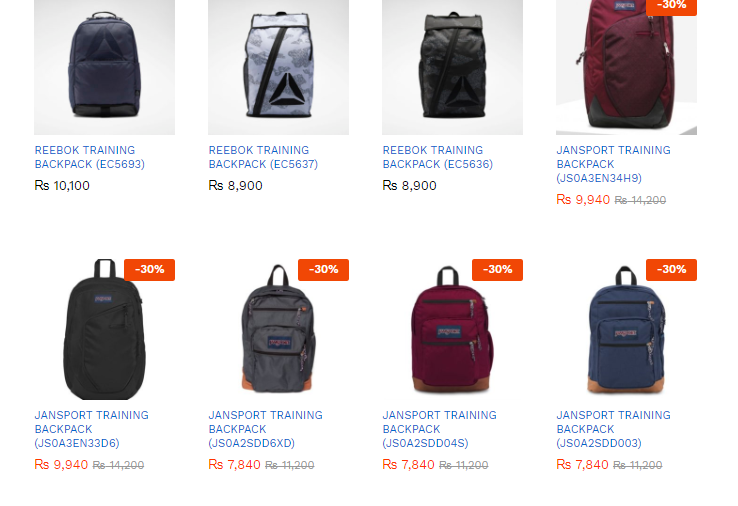 -30%
REEBOK TRAINING
BACKPACK (EC5693)
₨ 10,100
REEBOK TRAINING
BACKPACK (EC5637)
₨ 8,900
REEBOK TRAINING
BACKPACK (EC5636)
₨ 8,900
JANSPORT TRAINING
BACKPACK
(JS0A3EN34H9)
₨ 9,940 ₨ 14,200
-30%
-30%
-30%
-30%
JANSPORT TRAINING
BACKPACK
(JS0A3EN33D6)
₨ 9,940 ₨ 14,200
JANSPORT TRAINING
BACKPACK
(JS0A2SDD6XD)
₨ 7,840 ₨ 11,200
JANSPORT TRAINING
BACKPACK
(JS0A2SDD04S)
₨ 7,840 ₨ 11,200
JANSPORT TRAINING
BACKPACK
(JS0A2SDD003)
₨ 7,840 ₨ 11,200